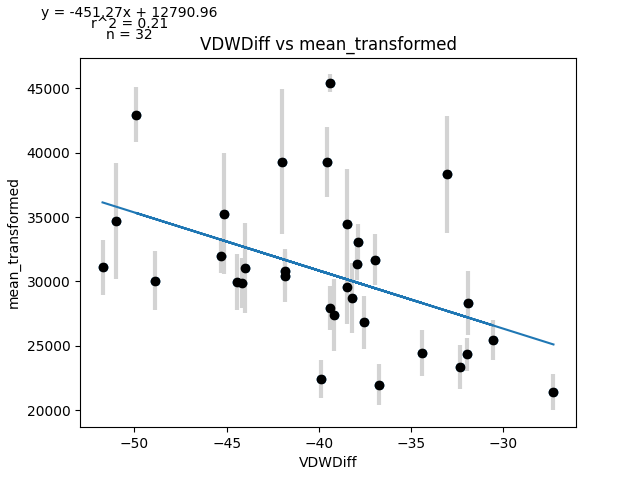 y = -451.27x + 12790.96
r^2 = 0.21
n = 32
VDWDiff vs mean_transformed
mean_transformed
45000
40000
35000
30000
25000
20000
−50
−45
−40
−35
−30
VDWDiff